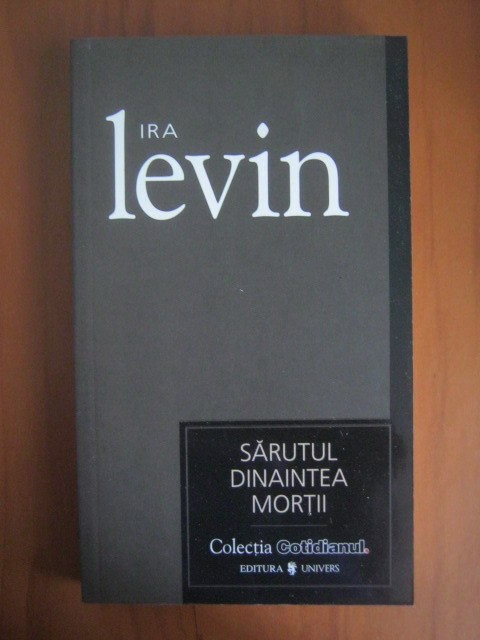 IRA
levin
SĂRUTUL
DINAINTEA
MORȚII
Colecția Cotidianul.
EDITURA UNIVERS